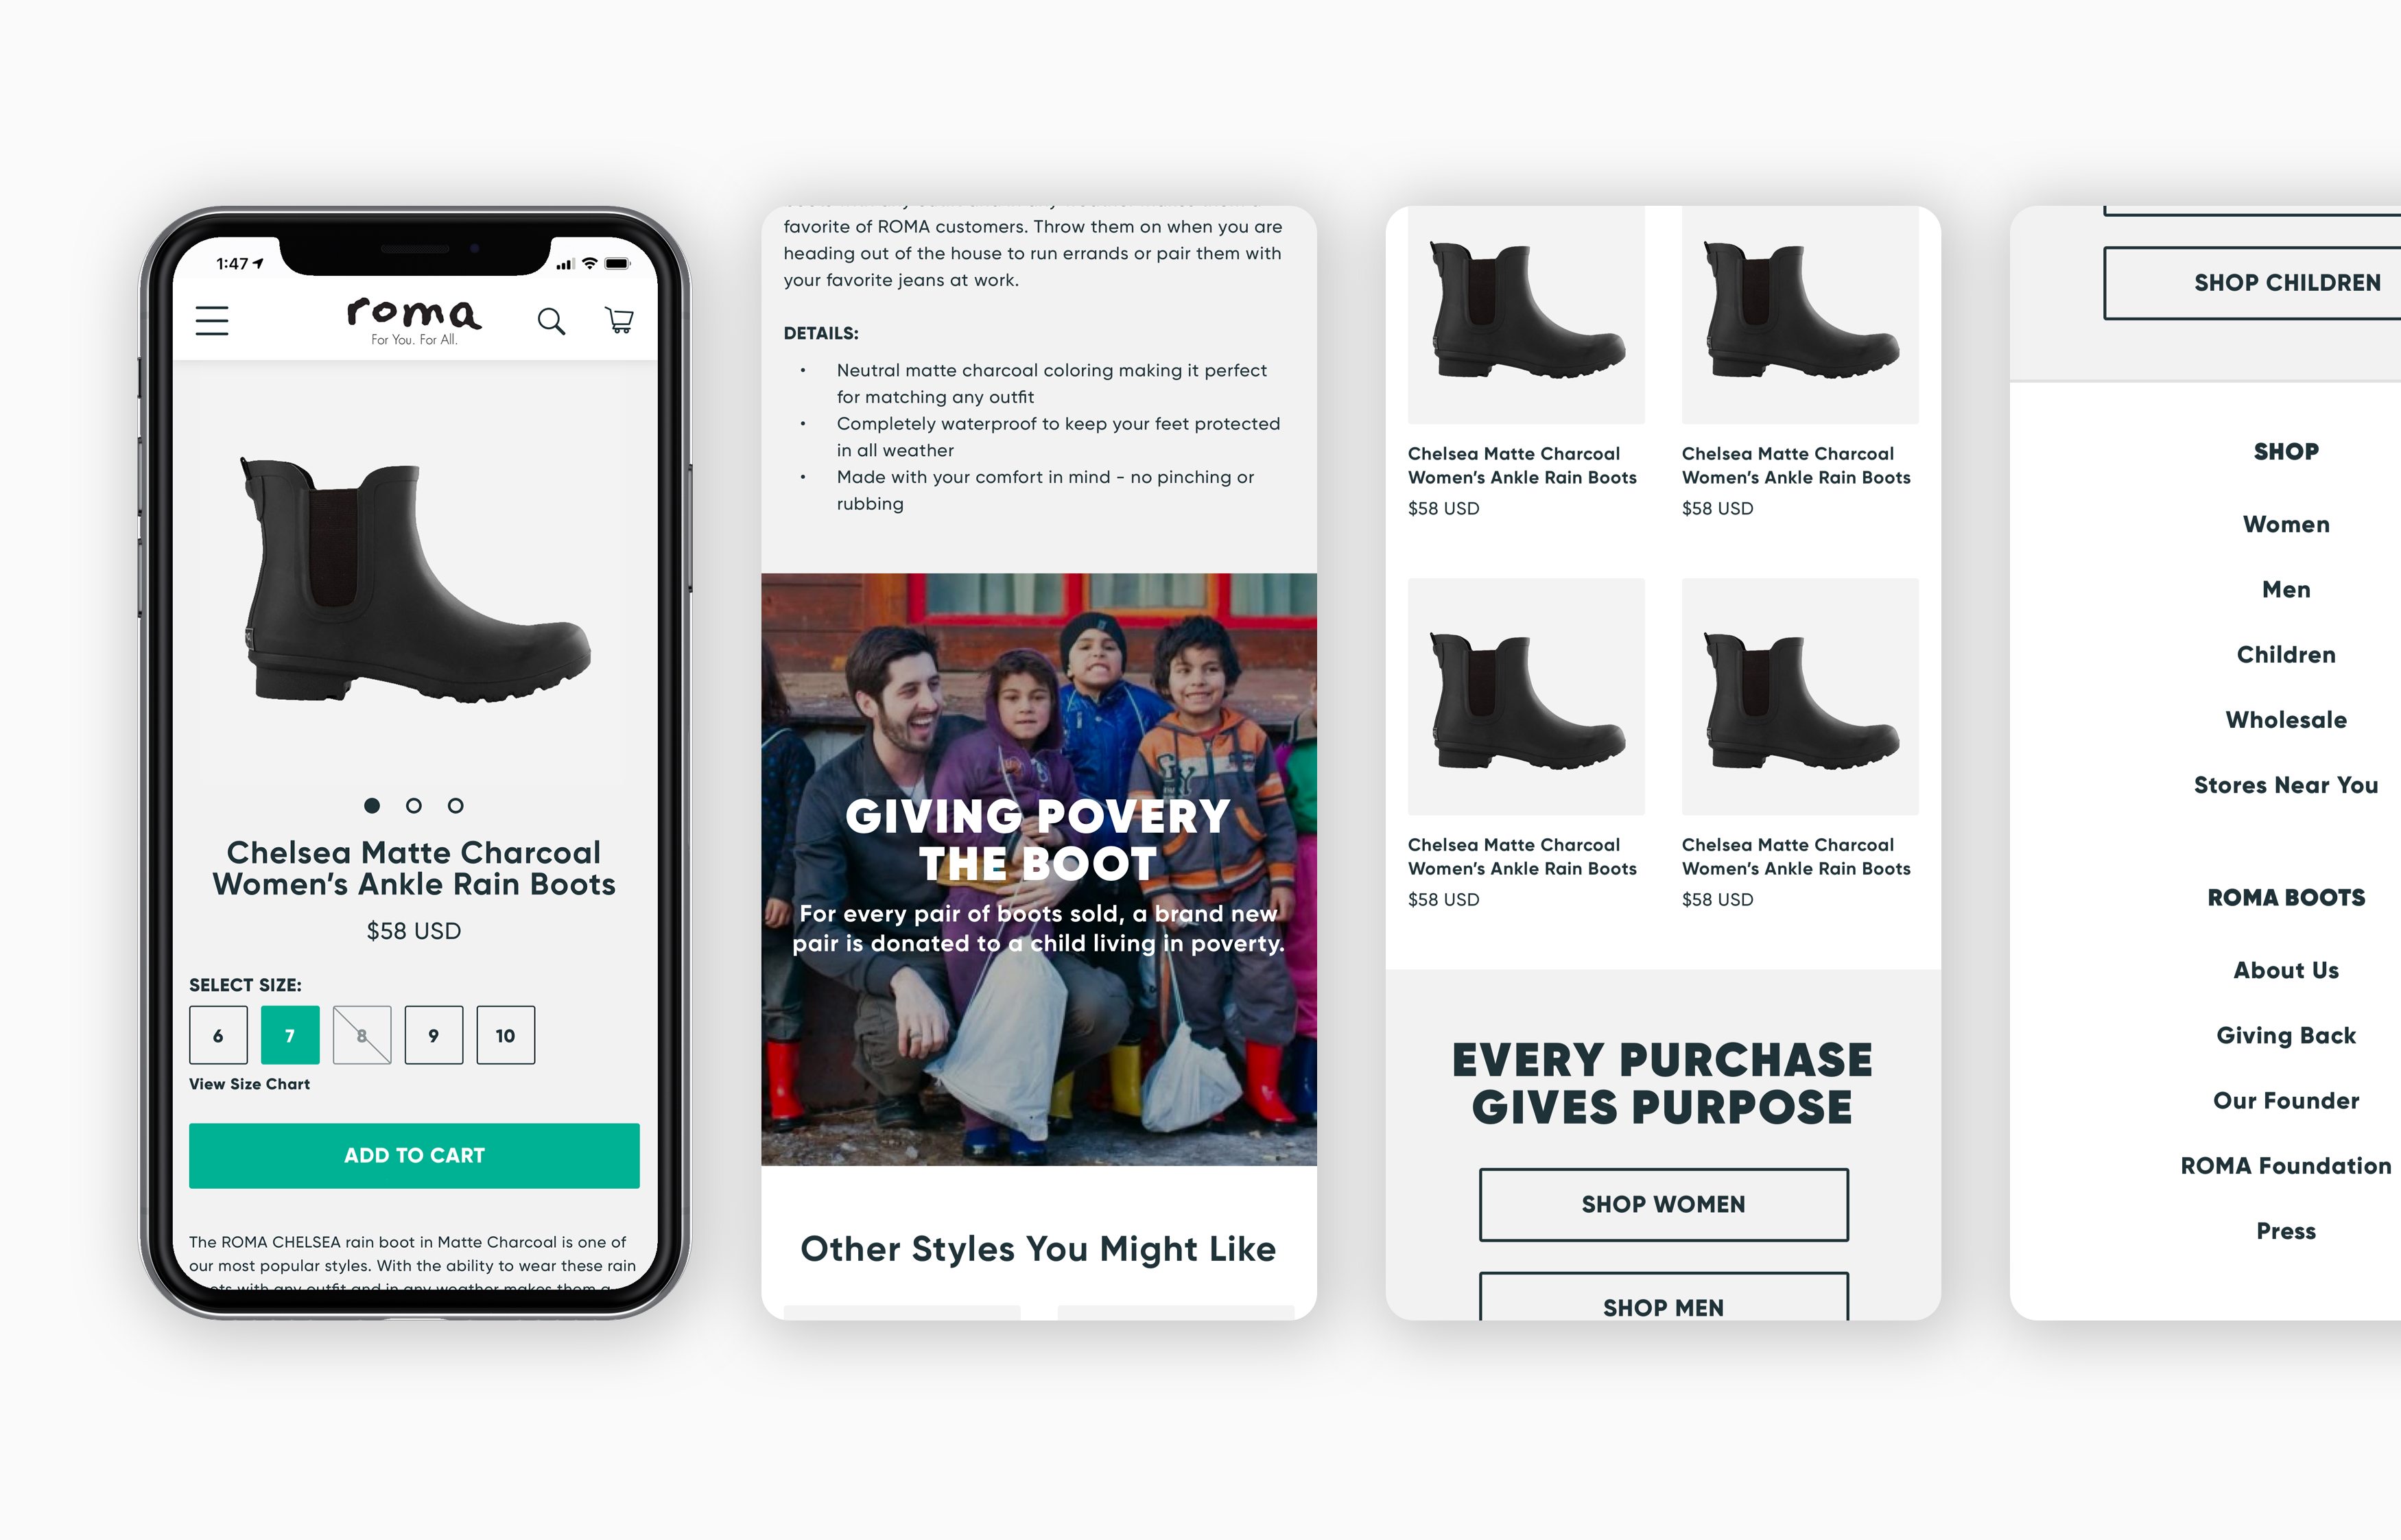 1:47
roma
For You. For All.
Chelsea Matte Charcoal
Women's Ankle Rain Boots
$58 USD
SELECT SIZE:
6 7 8 9 10
View Size Chart
ADD TO CART
The ROMA CHELSEA rain boot in Matte Charcoal is one of
our most popular styles. With the ability to wear these rain
with any outfit and in any weather makes them a
favorite of ROMA customers. Throw them on when you are
heading out of the house to run errands or pair them with
your favorite jeans at work.
DETAILS:
• Neutral matte charcoal coloring making it perfect
for matching any outfit
• Completely waterproof to keep your feet protected
in all weather
• Made with your comfort in mind - no pinching or
rubbing
GIVING POVERY
THE BOOT
For every pair of boots sold, a brand new
pair is donated to a child living in poverty.
Other Styles You Might Like
Chelsea Matte Charcoal
Women's Ankle Rain Boots
$58 USD
Chelsea Matte Charcoal
Women's Ankle Rain Boots
$58 USD
Chelsea Matte Charcoal
Women's Ankle Rain Boots
$58 USD
Chelsea Matte Charcoal
Women's Ankle Rain Boots
$58 USD
EVERY PURCHASE
GIVES PURPOSE
SHOP WOMEN
SHOP MEN
SHOP CHILDREN
SHOP
Women
Men
Children
Wholesale
Stores Near You
ROMA BOOTS
About Us
Giving Back
Our Founder
ROMA Foundation
Press